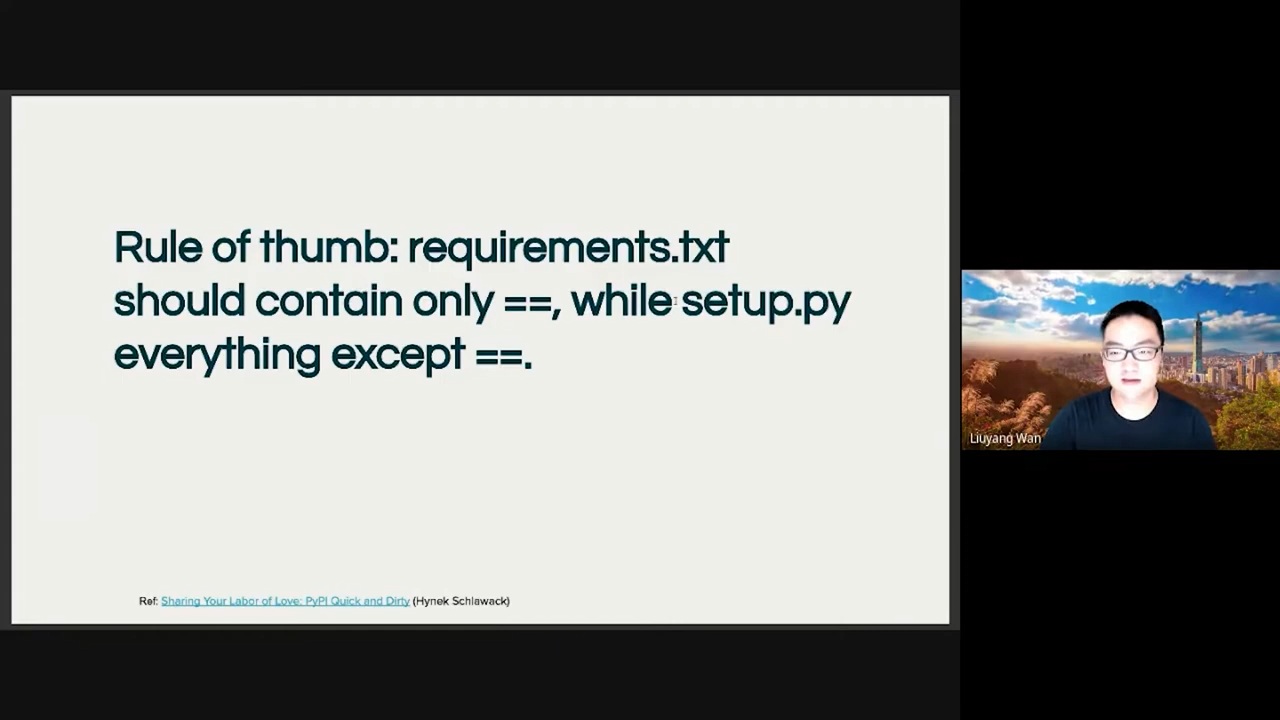 Rule of thumb: requirements.txt
should contain only ==, while setup.py
everything except ==.
Ref: Sharing Your Labor of Love: PyPI Quick and Dirty (Hynek Schlawack)
Liuyang Wan